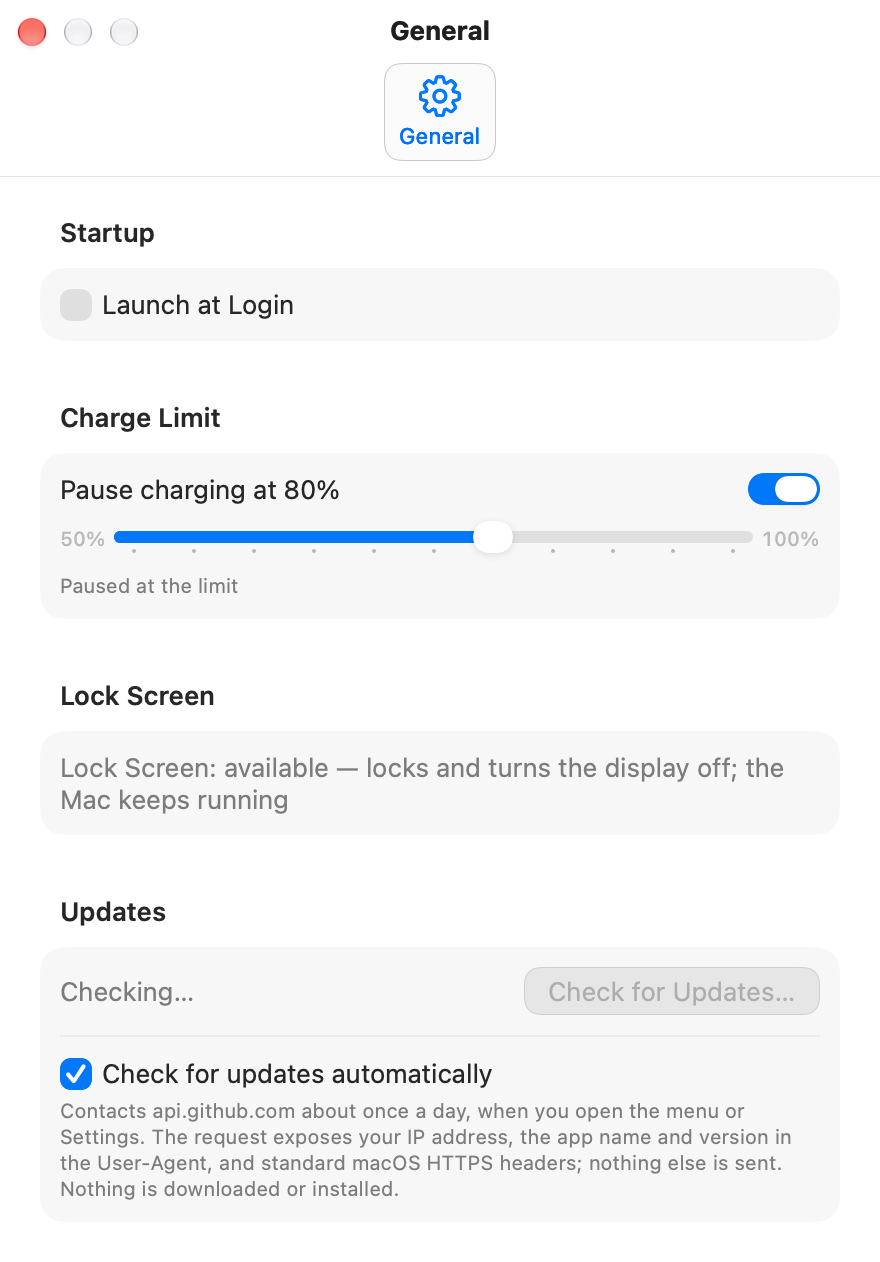 General
General
Startup
Launch at Login
Charge Limit
Pause charging at 80%
50% 100%
Paused at the limit
Lock Screen
Lock Screen: available — locks and turns the display off; the
Mac keeps running
Updates
Checking... Check for Updates...
Check for updates automatically
Contacts api.github.com about once a day, when you open the menu or
Settings. The request exposes your IP address, the app name and version in
the User-Agent, and standard macOS HTTPS headers; nothing else is sent.
Nothing is downloaded or installed.